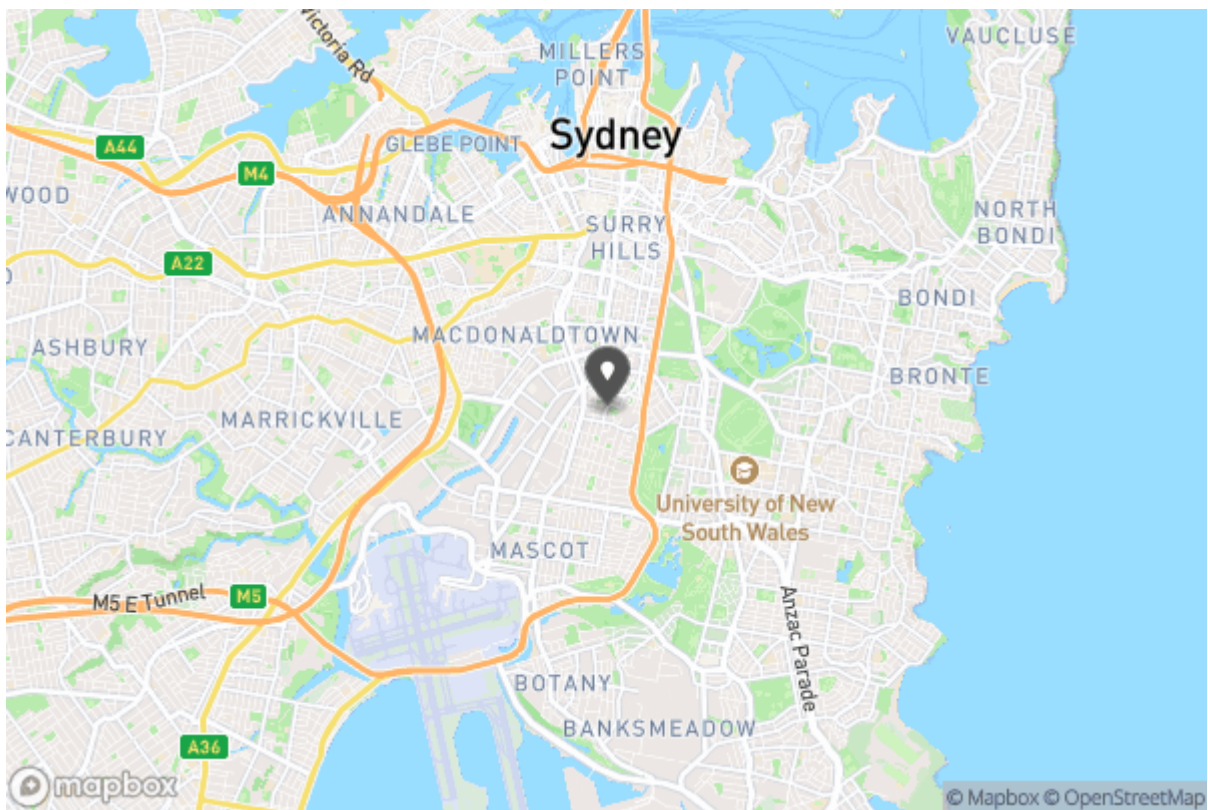 VAUCLUSE
Victoria Rd
MILLERS
POINT
Sydney
A44
GLEBE POINT
M4
WOOD
ANNANDALE
NORTH
BONDI
SURRY
HILLS
A22
BONDI
MACDONALDTOWN
ASHBURY
BRONTE
MARRICKVILLE
CANTERBURY
University of New
South Wales
MASCOT
M5 E Tunnel
M5
Anzac Parade
BOTANY
BANKSMEADOW
A36
mapbox
© Mapbox © OpenStreetMap